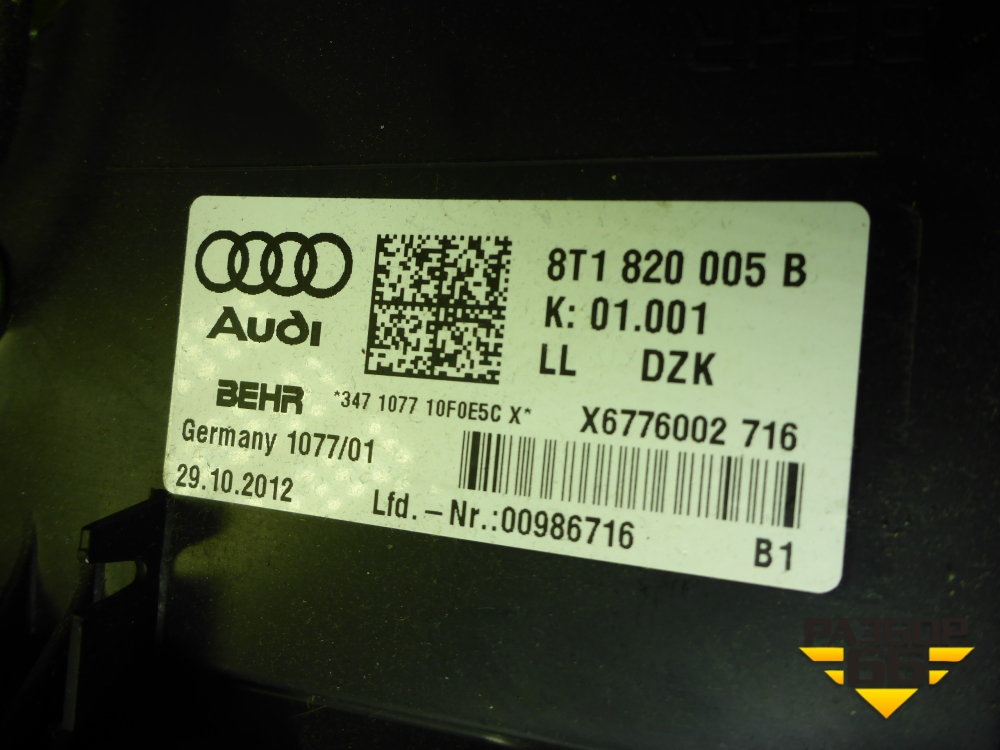 Audi
8T1 820 005 B
K: 01.001
LL DZK
BEHR *347 1077 10F0E5C X* X6776002 716
Germany 1077/01
29.10.2012
Lfd. – Nr.:00986716
B1
РАЗБОР
66